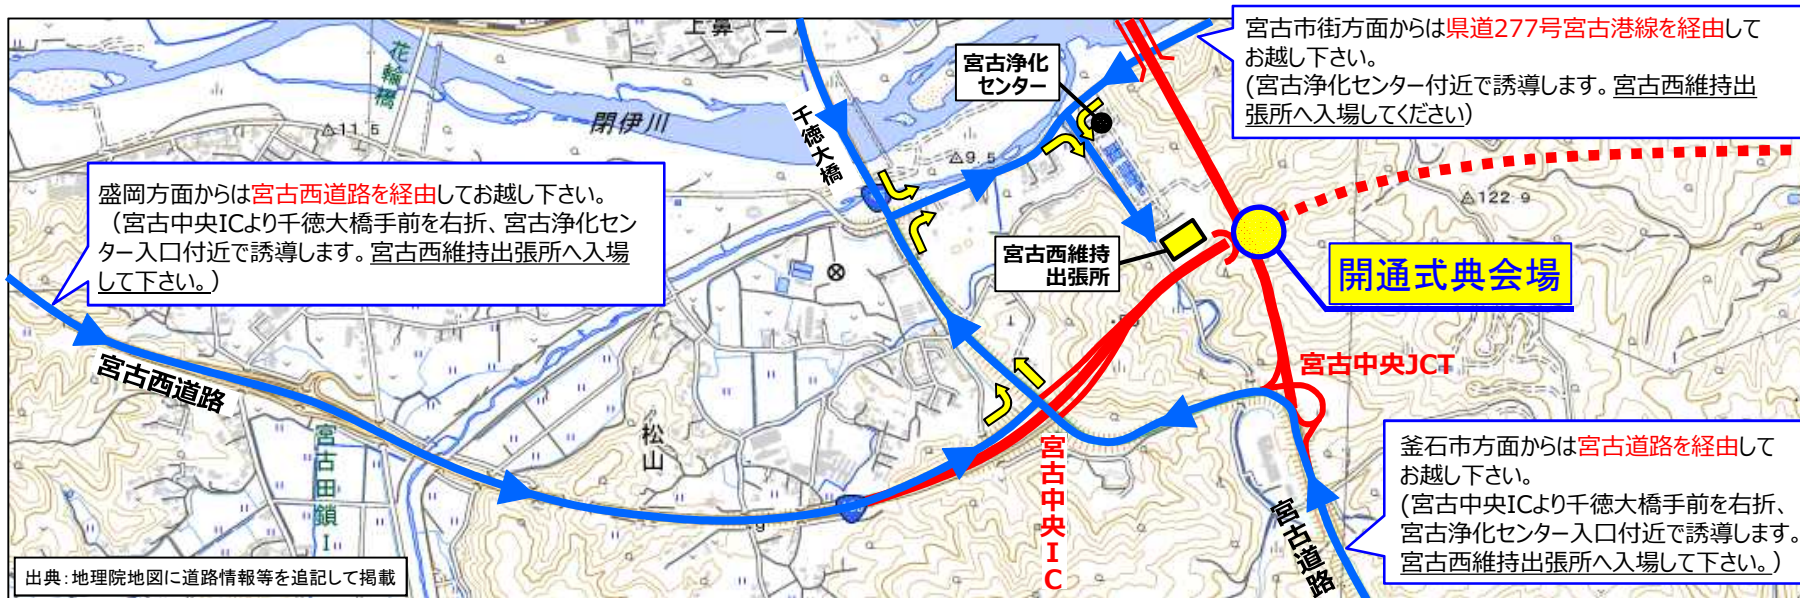 宮古市街方面からは県道277号宮古港線を経由して
お越し下さい。
(宮古浄化センター付近で誘導します。宮古西維持出
張所へ入場してください)
上鼻二
花輪橋
宮古浄化
センター
閉伊川
千徳大橋
△11.5
△9.5
盛岡方面からは宮古西道路を経由してお越し下さい。
(宮古中央ICより千徳大橋手前を右折、宮古浄化セン
ター入口付近で誘導します。宮古西維持出張所へ入場
して下さい。)
△122.9
宮古西維持
出張所
開通式典会場
宮古西道路
宮古中央JCT
宮古田鎖I
松山
宮古中央IC
宮古道路
釜石市方面からは宮古道路を経由して
お越し下さい。
(宮古中央ICより千徳大橋手前を右折、
宮古浄化センター入口付近で誘導します。
宮古西維持出張所へ入場して下さい。)
出典:地理院地図に道路情報等を追記して掲載